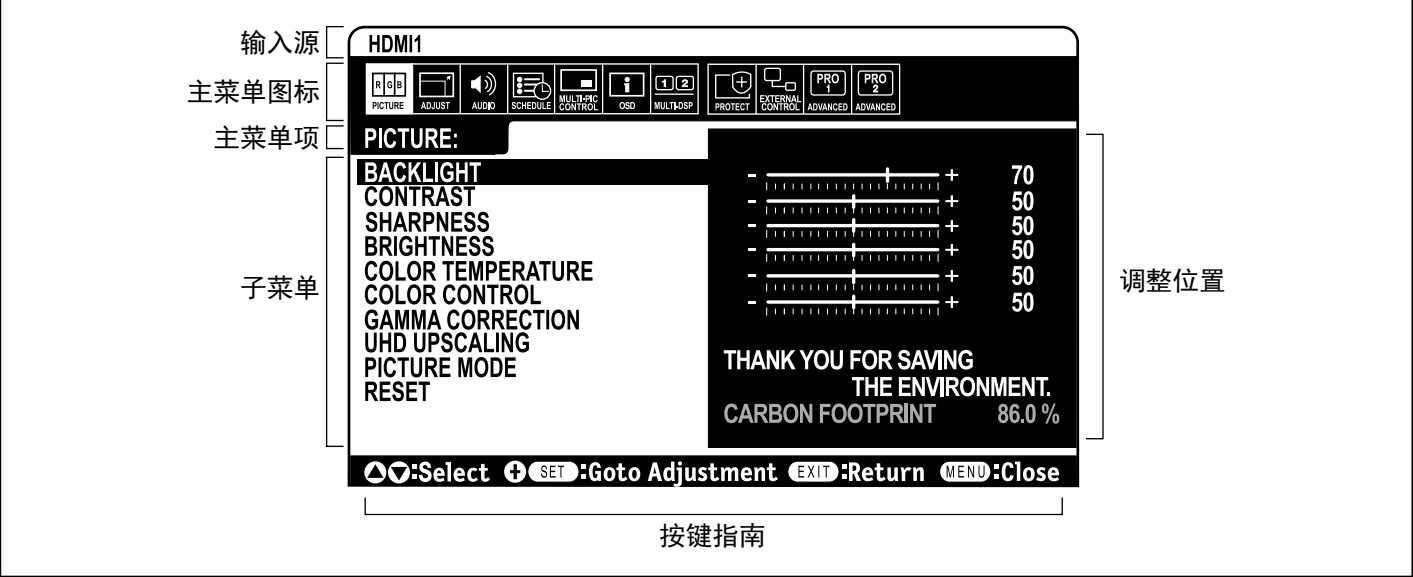 输入源
HDMI1
主菜单图标
R G B
PICTURE
ADJUST
AUDIO
SCHEDULE
MULTI-PIC
CONTROL
OSD
1 2
MULTI-DSP
PROTECT
EXTERNAL
CONTROL
PRO
1
ADVANCED
PRO
2
ADVANCED
主菜单项
PICTURE:
子菜单
BACKLIGHT - + 70
CONTRAST - + 50
SHARPNESS - + 50
BRIGHTNESS - + 50
COLOR TEMPERATURE - + 50
COLOR CONTROL - + 50
GAMMA CORRECTION
UHD UPSCALING
PICTURE MODE
RESET
THANK YOU FOR SAVING
THE ENVIRONMENT.
CARBON FOOTPRINT 86.0 %
调整位置
:Select SET:Goto Adjustment EXIT:Return MENU:Close
按键指南